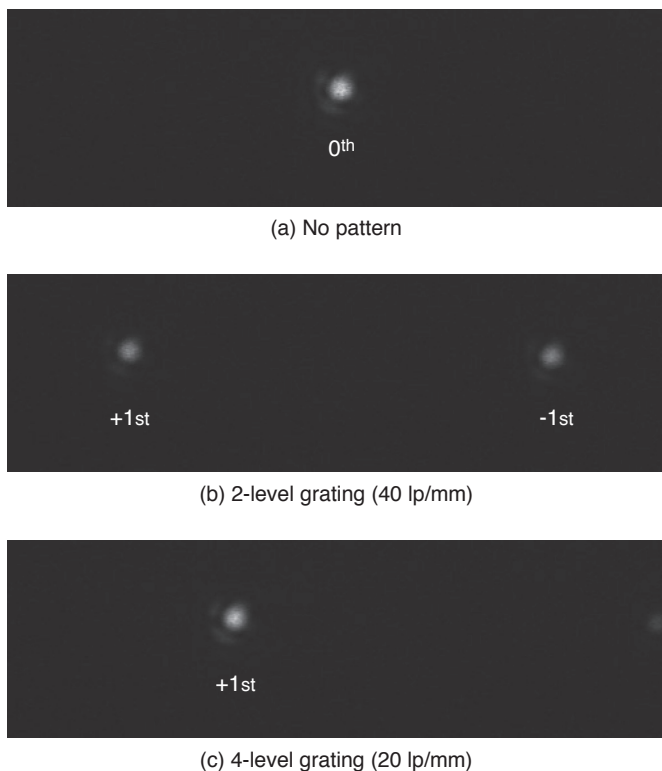 0th
(a) No pattern
+1st
-1st
(b) 2-level grating (40 lp/mm)
+1st
(c) 4-level grating (20 lp/mm)